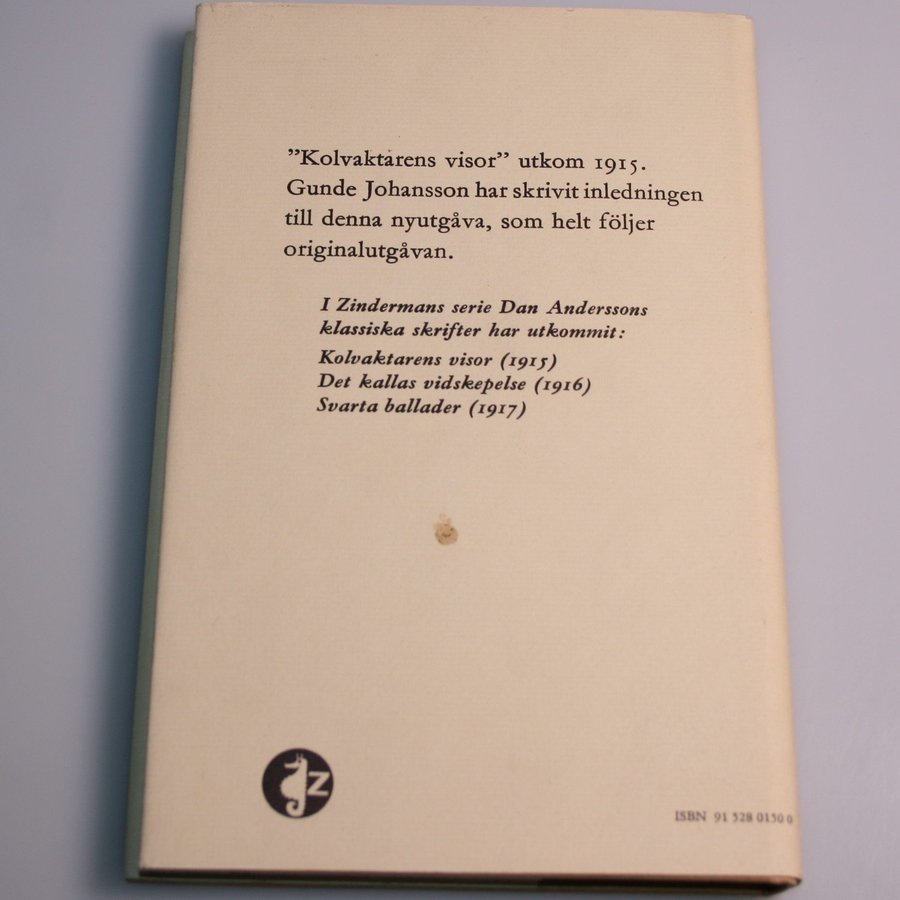 ”Kolvaktarens visor” utkom 1915.
Gunde Johansson har skrivit inledningen
till denna nyutgåva, som helt följer
originalutgåvan.
I Zindermans serie Dan Anderssons
klassiska skrifter har utkommit:
Kolvaktarens visor (1915)
Det kallas vidskepelse (1916)
Svarta ballader (1917)
Z
ISBN 91 528 0150 0